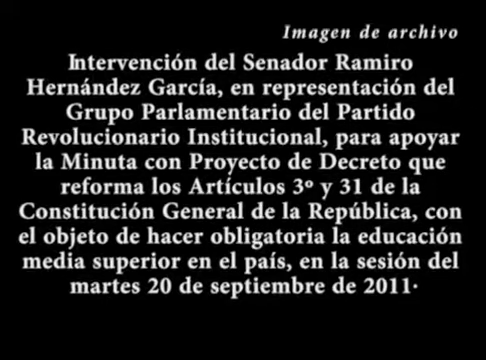 Imagen de archivo
Intervención del Senador Ramiro
Hernández García, en representación del
Grupo Parlamentario del Partido
Revolucionario Institucional, para apoyar
la Minuta con Proyecto de Decreto que
reforma los Artículos 3º y 31 de la
Constitución General de la República, con
el objeto de hacer obligatoria la educación
media superior en el país, en la sesión del
martes 20 de septiembre de 2011·